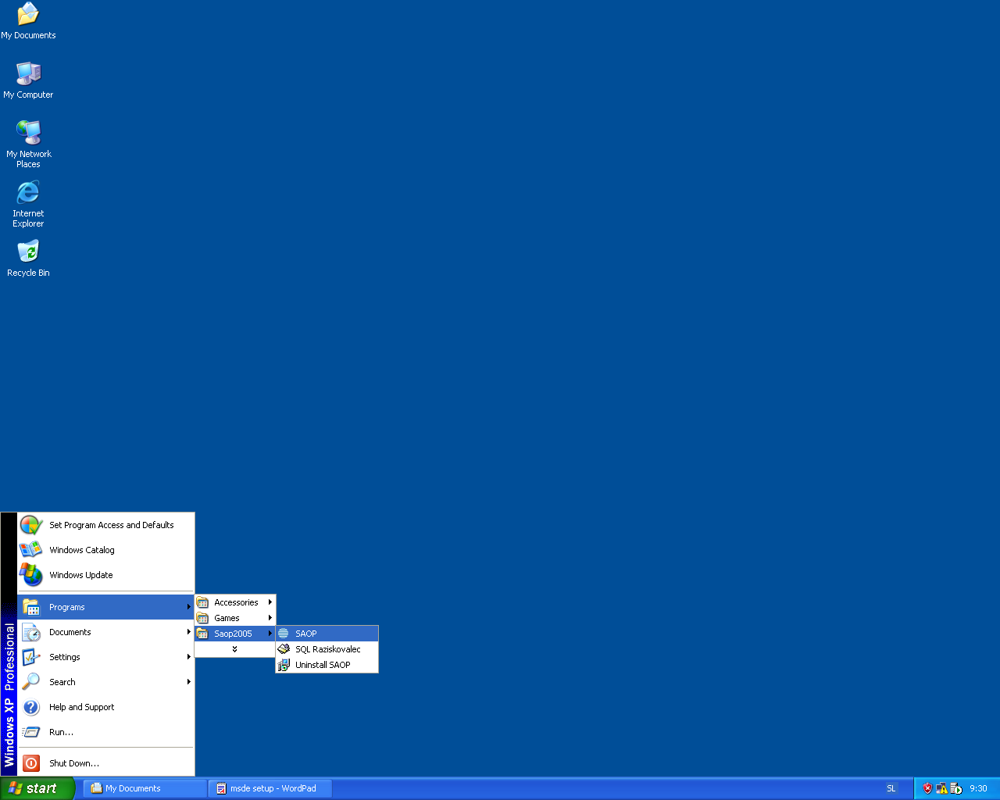 My Documents
My Computer
My Network
Places
Internet
Explorer
Recycle Bin
Set Program Access and Defaults
Windows Catalog
Windows Update
Programs
Documents
Settings
Search
Help and Support
Run...
Shut Down...
Windows XP Professional
Accessories
Games
Saop2005
SAOP
SQL Raziskovalec
Uninstall SAOP
start
My Documents
msde setup - WordPad
SL
9:30